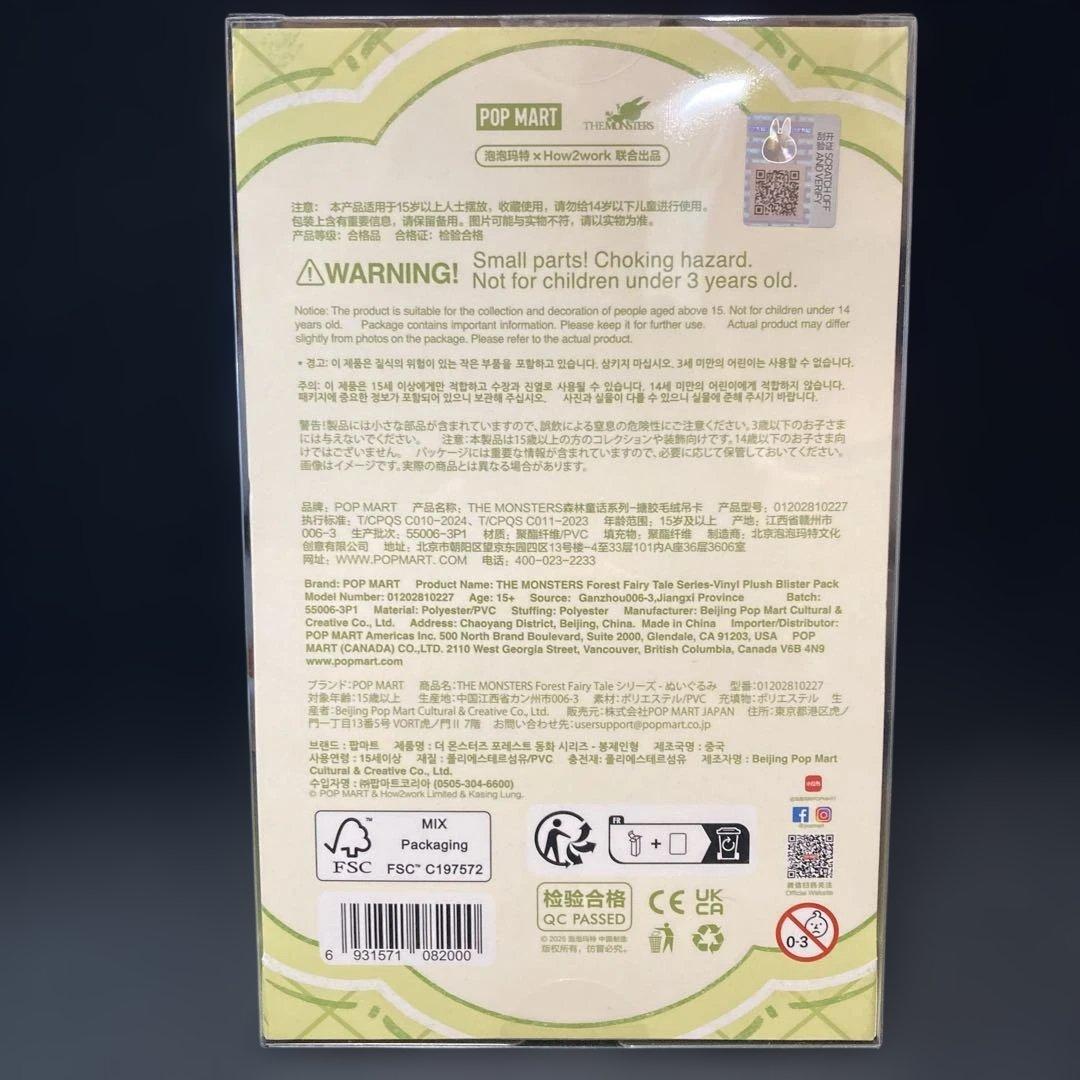 POP MART
THE MONSTERS
泡泡玛特 × How2work 联合出品
开证 SCRATCH OFF
刮验 AND VERIFY
注意: 本产品适用于15岁以上人士摆放，收藏使用，请勿给14岁以下儿童进行使用。
包装上含有重要信息，请保留备用。图片可能与实物不符，请以实物为准。
产品等级: 合格品 合格证: 检验合格
WARNING! Small parts! Choking hazard.
Not for children under 3 years old.
Notice: The product is suitable for the collection and decoration of people aged above 15. Not for children under 14
years old. Package contains important information. Please keep it for further use. Actual product may differ
slightly from photos on the package. Please refer to the actual product.
* 경고: 이 제품은 질식의 위험이 있는 작은 부품을 포함하고 있습니다. 삼키지 마십시오. 3세 미만의 어린이는 사용할 수 없습니다.
주의: 이 제품은 15세 이상에게만 적합하고 수장과 진열로 사용될 수 있습니다. 14세 미만의 어린이에게 적합하지 않습니다.
패키지에 중요한 정보가 포함되어 있으니 보관해 주십시오. 사진과 실물이 다를 수 있으니 실물에 준해 주시기 바랍니다.
警告!製品には小さな部品が含まれていますので、誤飲による窒息の危険性にご注意ください。3歳以下のお子さま
には与えないでください。 注意:本製品は15歳以上の方のコレクションや装飾向けです。14歳以下のお子さま向
けではございません。 パッケージには重要な情報が含まれていますので、必要に応じて保管しておいてください。
画像はイメージです。実際の商品とは異なる場合があります。
品牌: POP MART 产品名称: THE MONSTERS森林童话系列-搪胶毛绒吊卡 产品型号: 01202810227
执行标准: T/CPQS C010-2024、T/CPQS C011-2023 年龄范围: 15岁及以上 产地: 江西省赣州市
006-3 生产批次: 55006-3P1 材质: 聚酯纤维/PVC 填充物: 聚酯纤维 制造商: 北京泡泡玛特文化
创意有限公司 地址: 北京市朝阳区望京东园四区13号楼-4至33层101内A座36层3606室
网址: WWW.POPMART. COM 电话: 400-023-2233
Brand: POP MART Product Name: THE MONSTERS Forest Fairy Tale Series-Vinyl Plush Blister Pack
Model Number: 01202810227 Age: 15+ Source: Ganzhou006-3,Jiangxi Province Batch:
55006-3P1 Material: Polyester/PVC Stuffing: Polyester Manufacturer: Beijing Pop Mart Cultural &
Creative Co., Ltd. Address: Chaoyang District, Beijing, China. Made in China Importer/Distributor:
POP MART Americas Inc. 500 North Brand Boulevard, Suite 2000, Glendale, CA 91203, USA POP
MART (CANADA) CO.,LTD. 2110 West Georgia Street, Vancouver, British Columbia, Canada V6B 4N9
www.popmart.com
ブランド:POP MART 商品名:THE MONSTERS Forest Fairy Tale シリーズ - ぬいぐるみ 型番:01202810227
対象年齢:15歳以上 生産地:中国江西省カン州市006-3 素材:ポリエステル/PVC 充填物:ポリエステル 生
産者:Beijing Pop Mart Cultural & Creative Co., Ltd. 販売元:株式会社POP MART JAPAN 住所:東京都港区虎ノ
門一丁目13番5号 VORT虎ノ門Ⅱ 7階 お問い合わせ先:usersupport@popmart.co.jp
브랜드 : 팝마트 제품명 : 더 몬스터즈 포레스트 동화 시리즈 - 봉제인형 제조국명 : 중국
사용연령 : 15세이상 재질 : 폴리에스테르섬유/PVC 충전재: 폴리에스테르섬유 제조자명 : Beijing Pop Mart
Cultural & Creative Co., Ltd.
수입자명 : ㈜팝마트코리아 (0505-304-6600)
© POP MART & How2work Limited & Kasing Lung.
小红书
@popmart
微信扫码关注
Official Website
FSC
MIX
Packaging
FSC™ C197572
FR
+
检验合格
QC PASSED
CE
UK
CA
© 2025 泡泡玛特 中国制造
版权所有，仿冒必究。
0-3
6 931571 082000